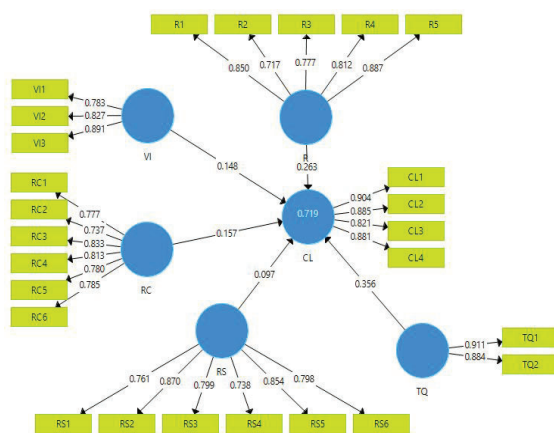 R1 R2 R3 R4 R5
0.850 0.717 0.777 0.812 0.887
R
0.263
VI1
VI2
VI3
0.783
0.827
0.891
VI
0.148
RC1
RC2
RC3
RC4
RC5
RC6
0.777
0.737
0.833
0.813
0.780
0.785
RC
0.157
0.719
CL
0.904
0.885
0.821
0.881
CL1
CL2
CL3
CL4
0.097
0.356
RS
0.761 0.870 0.799 0.738 0.854 0.798
RS1 RS2 RS3 RS4 RS5 RS6
TQ
0.911
0.884
TQ1
TQ2